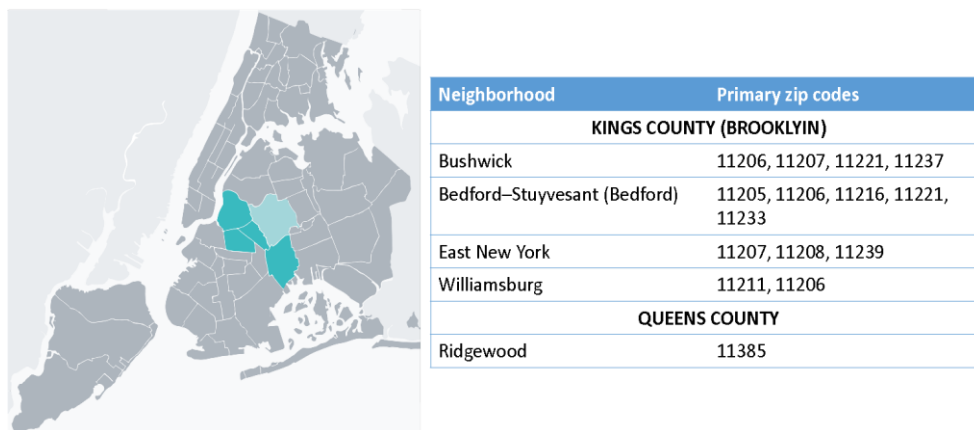 Neighborhood Primary zip codes
KINGS COUNTY (BROOKLYIN)
Bushwick 11206, 11207, 11221, 11237
Bedford–Stuyvesant (Bedford) 11205, 11206, 11216, 11221,
11233
East New York 11207, 11208, 11239
Williamsburg 11211, 11206
QUEENS COUNTY
Ridgewood 11385